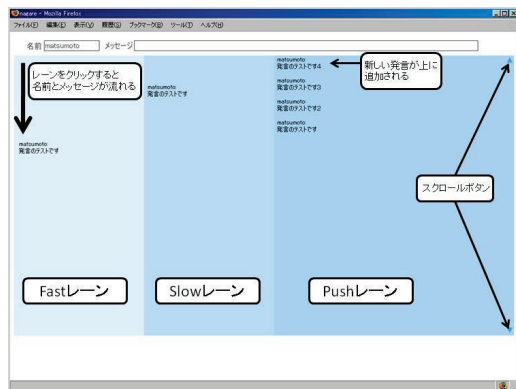 nagare - Mozilla Firefox
ファイル(F) 編集(E) 表示(V) 履歴(S) ブックマーク(B) ツール(T) ヘルプ(H)
名前 matsumoto メッセージ
レーンをクリックすると
名前とメッセージが流れる
matsumoto
発言のテストです
matsumoto
発言のテストです
matsumoto
発言のテストです4
新しい発言が上に
追加される
matsumoto
発言のテストです3
matsumoto
発言のテストです2
matsumoto
発言のテストです
スクロールボタン
Fastレーン
Slowレーン
Pushレーン